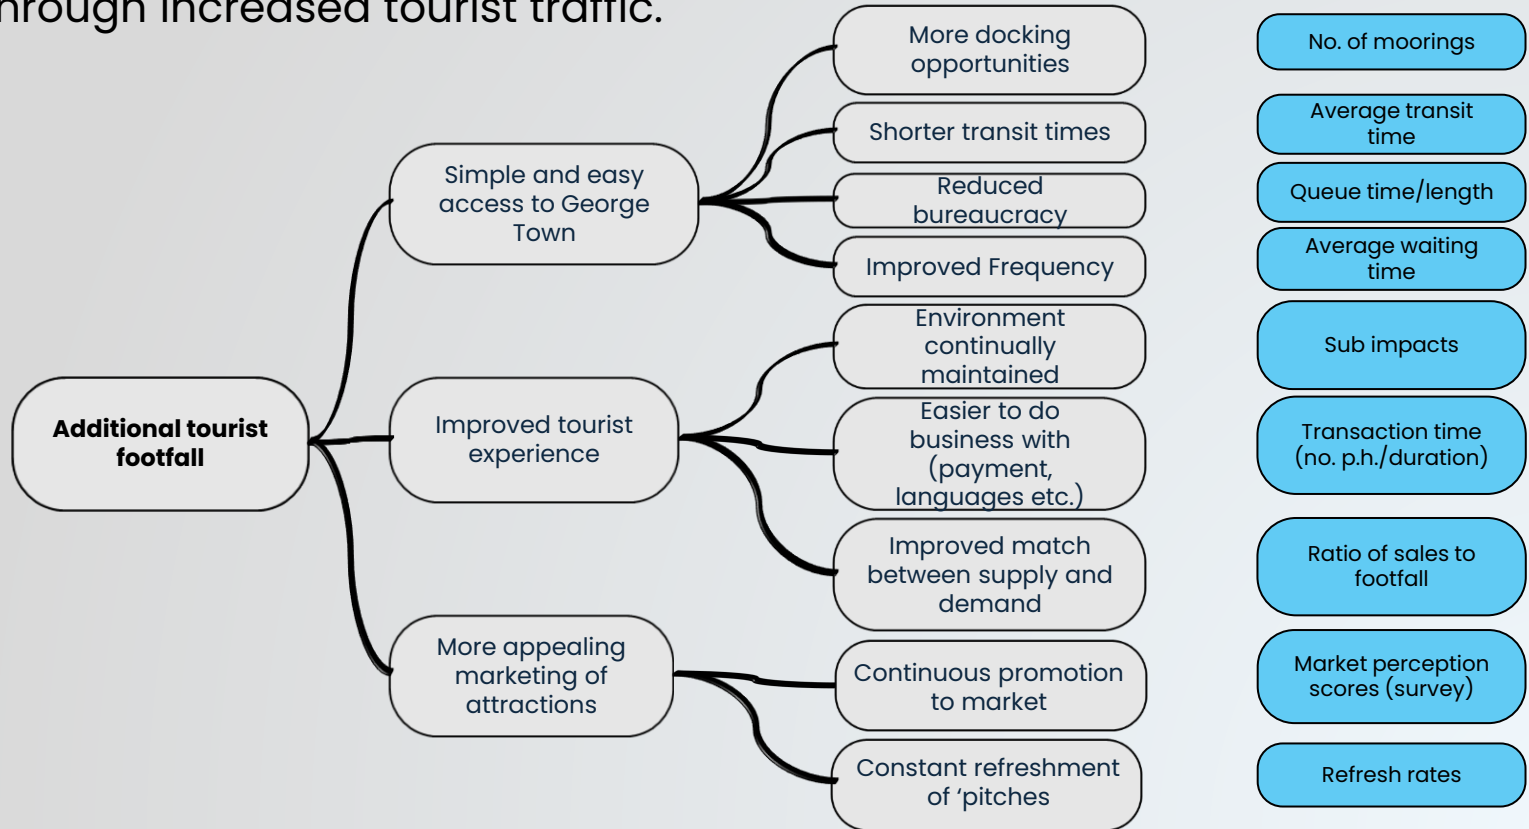 through increased tourist traffic.
More docking
opportunities
No. of moorings
Shorter transit times
Average transit
time
Simple and easy
access to George
Town
Reduced
bureaucracy
Queue time/length
Improved Frequency
Average waiting
time
Environment
continually
maintained
Sub impacts
Additional tourist
footfall
Improved tourist
experience
Easier to do
business with
(payment,
languages etc.)
Transaction time
(no. p.h./duration)
Improved match
between supply and
demand
Ratio of sales to
footfall
More appealing
marketing of
attractions
Continuous promotion
to market
Market perception
scores (survey)
Constant refreshment
of ‘pitches
Refresh rates